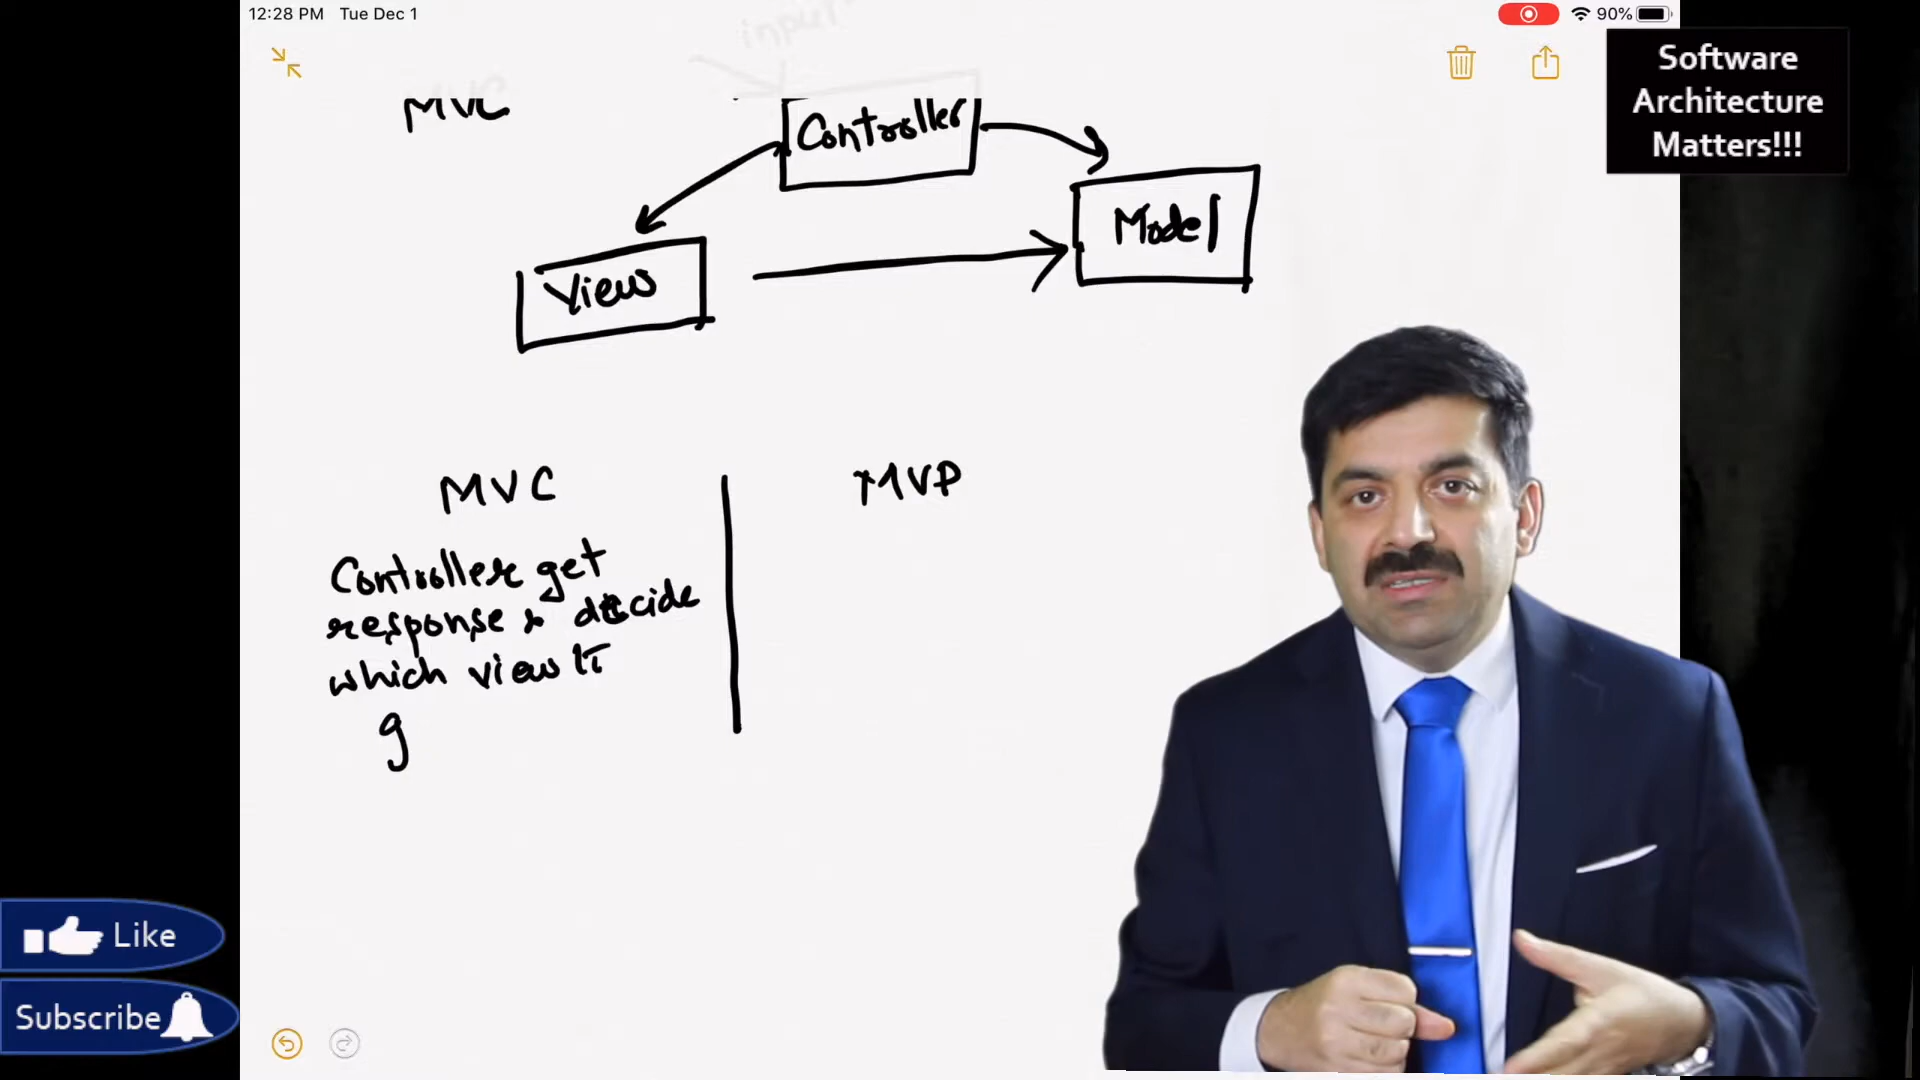 12:28 PM Tue Dec 1
90%
input
MVC
Controller
Model
View
Software
Architecture
Matters!!!
MVC
MVP
Controller get
response & decide
which view to
g
Like
Subscribe